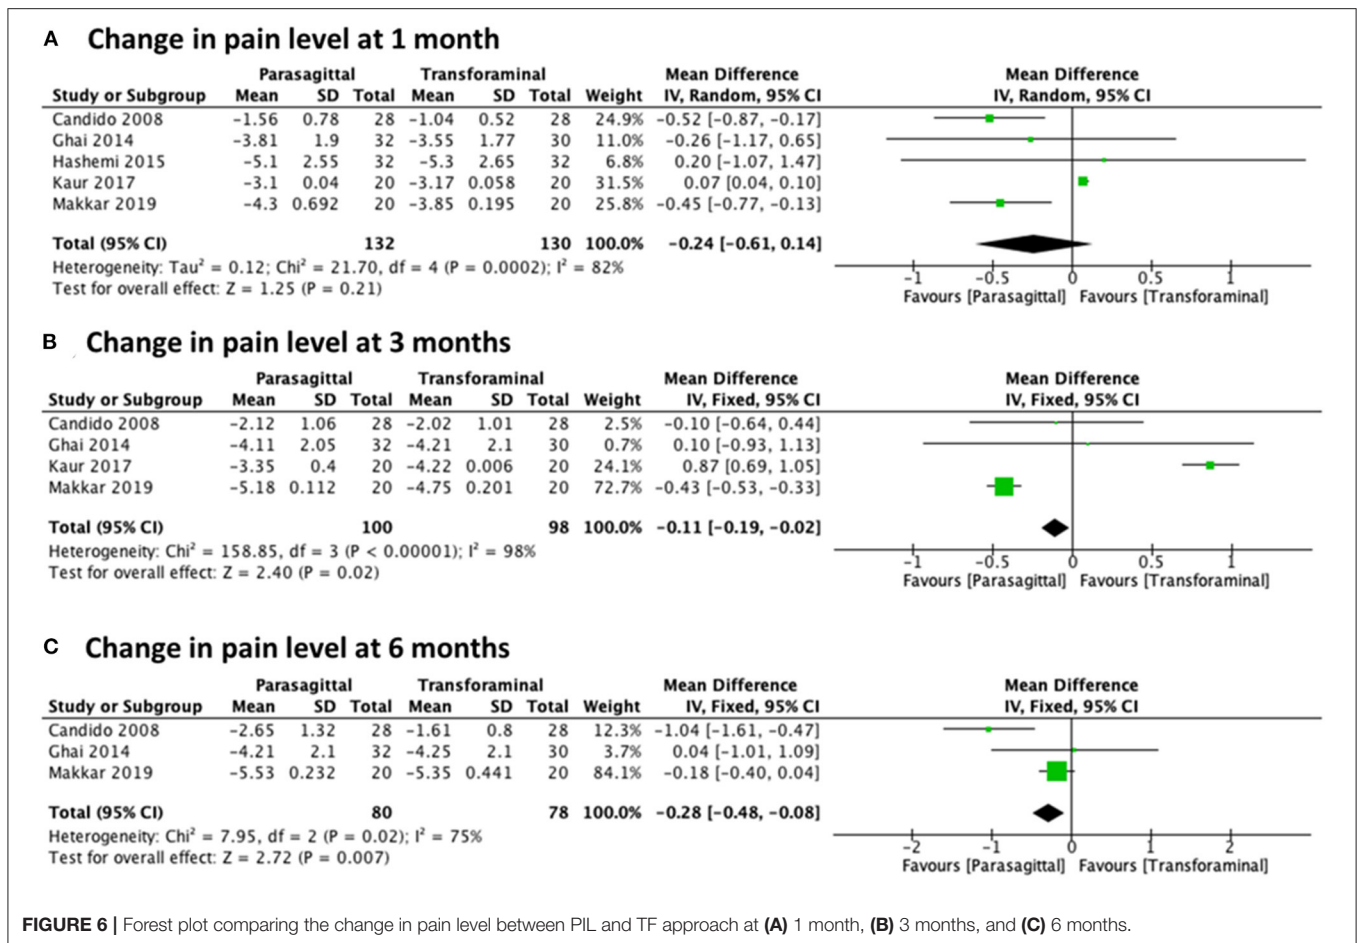 A Change in pain level at 1 month
Parasagittal Transforaminal Mean Difference Mean Difference
Study or Subgroup Mean SD Total Mean SD Total Weight IV, Random, 95% CI IV, Random, 95% CI
Candido 2008 −1.56 0.78 28 −1.04 0.52 28 24.9% −0.52 [−0.87, −0.17]
Ghai 2014 −3.81 1.9 32 −3.55 1.77 30 11.0% −0.26 [−1.17, 0.65]
Hashemi 2015 −5.1 2.55 32 −5.3 2.65 32 6.8% 0.20 [−1.07, 1.47]
Kaur 2017 −3.1 0.04 20 −3.17 0.058 20 31.5% 0.07 [0.04, 0.10]
Makkar 2019 −4.3 0.692 20 −3.85 0.195 20 25.8% −0.45 [−0.77, −0.13]
Total (95% CI) 132 130 100.0% −0.24 [−0.61, 0.14]
Heterogeneity: Tau² = 0.12; Chi² = 21.70, df = 4 (P = 0.0002); I² = 82%
Test for overall effect: Z = 1.25 (P = 0.21)
−1 −0.5 0 0.5 1
Favours [Parasagittal] Favours [Transforaminal]
B Change in pain level at 3 months
Parasagittal Transforaminal Mean Difference Mean Difference
Study or Subgroup Mean SD Total Mean SD Total Weight IV, Fixed, 95% CI IV, Fixed, 95% CI
Candido 2008 −2.12 1.06 28 −2.02 1.01 28 2.5% −0.10 [−0.64, 0.44]
Ghai 2014 −4.11 2.05 32 −4.21 2.1 30 0.7% 0.10 [−0.93, 1.13]
Kaur 2017 −3.35 0.4 20 −4.22 0.006 20 24.1% 0.87 [0.69, 1.05]
Makkar 2019 −5.18 0.112 20 −4.75 0.201 20 72.7% −0.43 [−0.53, −0.33]
Total (95% CI) 100 98 100.0% −0.11 [−0.19, −0.02]
Heterogeneity: Chi² = 158.85, df = 3 (P < 0.00001); I² = 98%
Test for overall effect: Z = 2.40 (P = 0.02)
−1 −0.5 0 0.5 1
Favours [Parasagittal] Favours [Transforaminal]
C Change in pain level at 6 months
Parasagittal Transforaminal Mean Difference Mean Difference
Study or Subgroup Mean SD Total Mean SD Total Weight IV, Fixed, 95% CI IV, Fixed, 95% CI
Candido 2008 −2.65 1.32 28 −1.61 0.8 28 12.3% −1.04 [−1.61, −0.47]
Ghai 2014 −4.21 2.1 32 −4.25 2.1 30 3.7% 0.04 [−1.01, 1.09]
Makkar 2019 −5.53 0.232 20 −5.35 0.441 20 84.1% −0.18 [−0.40, 0.04]
Total (95% CI) 80 78 100.0% −0.28 [−0.48, −0.08]
Heterogeneity: Chi² = 7.95, df = 2 (P = 0.02); I² = 75%
Test for overall effect: Z = 2.72 (P = 0.007)
−2 −1 0 1 2
Favours [Parasagittal] Favours [Transforaminal]
FIGURE 6 | Forest plot comparing the change in pain level between PIL and TF approach at (A) 1 month, (B) 3 months, and (C) 6 months.